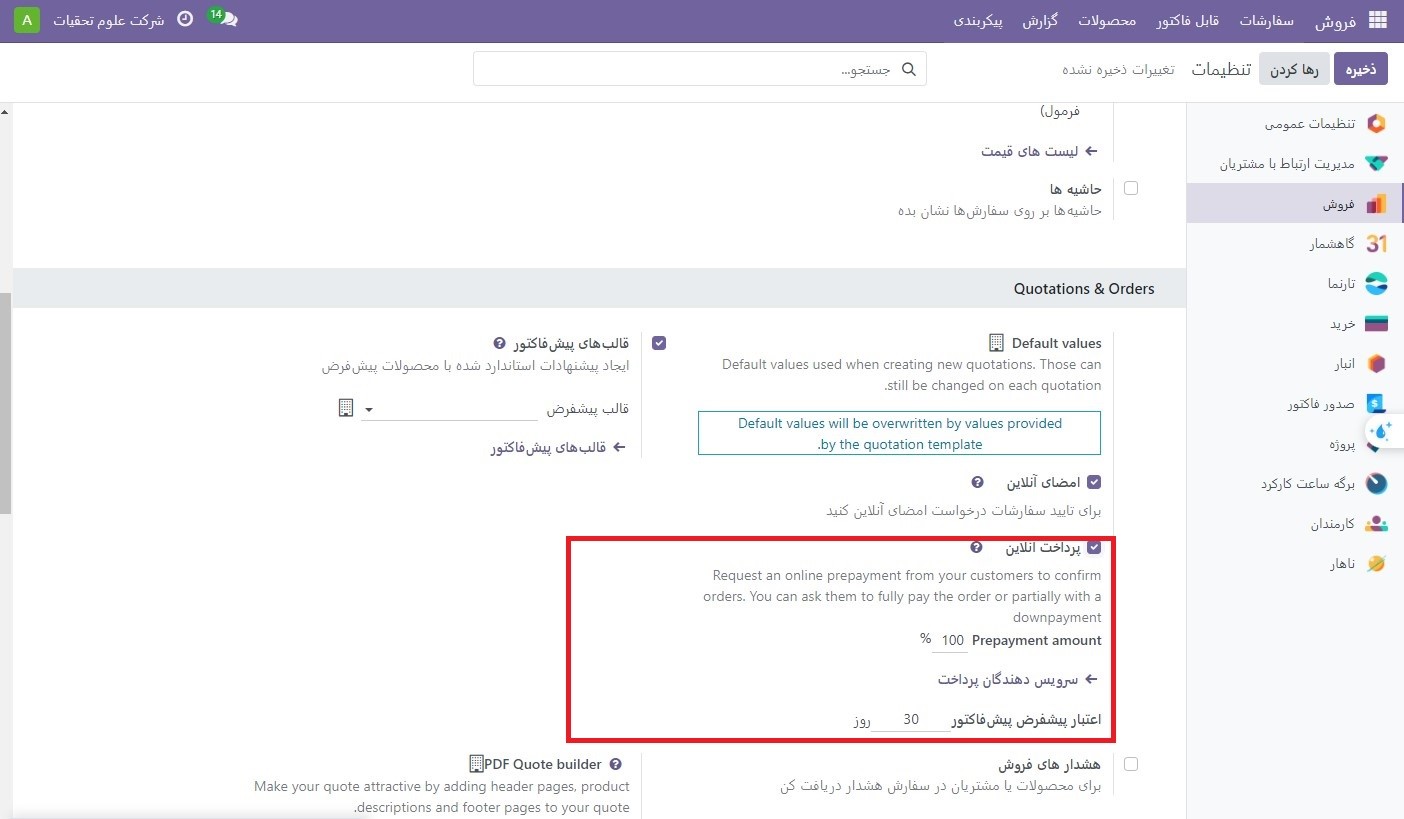 فروش
سفارشات
قابل فاکتور
محصولات
گزارش
پیکربندی
14
شرکت علوم تحقیات
A
ذخیره
رها کردن
تنظیمات
تغییرات ذخیره نشده
جستجو...
تنظیمات عمومی
مدیریت ارتباط با مشتریان
فروش
گاهشمار
تارنما
خرید
انبار
صدور فاکتور
پروژه
برگه ساعت کارکرد
کارمندان
ناهار
فرمول)
لیست های قیمت
حاشیه ها
حاشیه‌ها بر روی سفارش‌ها نشان بده
Quotations & Orders
Default values
Default values used when creating new quotations. Those can
still be changed on each quotation.
Default values will be overwritten by values provided
by the quotation template.
امضای آنلاین
برای تایید سفارشات درخواست امضای آنلاین کنید
پرداخت آنلاین
Request an online prepayment from your customers to confirm
orders. You can ask them to fully pay the order or partially with a
downpayment
Prepayment amount 100 %
سرویس دهندگان پرداخت
اعتبار پیشفرض پیش‌فاکتور 30 روز
قالب‌های پیش‌فاکتور
ایجاد پیشنهادات استاندارد شده با محصولات پیش‌فرض
قالب پیشفرض
قالب‌های پیش‌فاکتور
هشدار های فروش
برای محصولات یا مشتریان در سفارش هشدار دریافت کن
PDF Quote builder
Make your quote attractive by adding header pages, product
descriptions and footer pages to your quote.